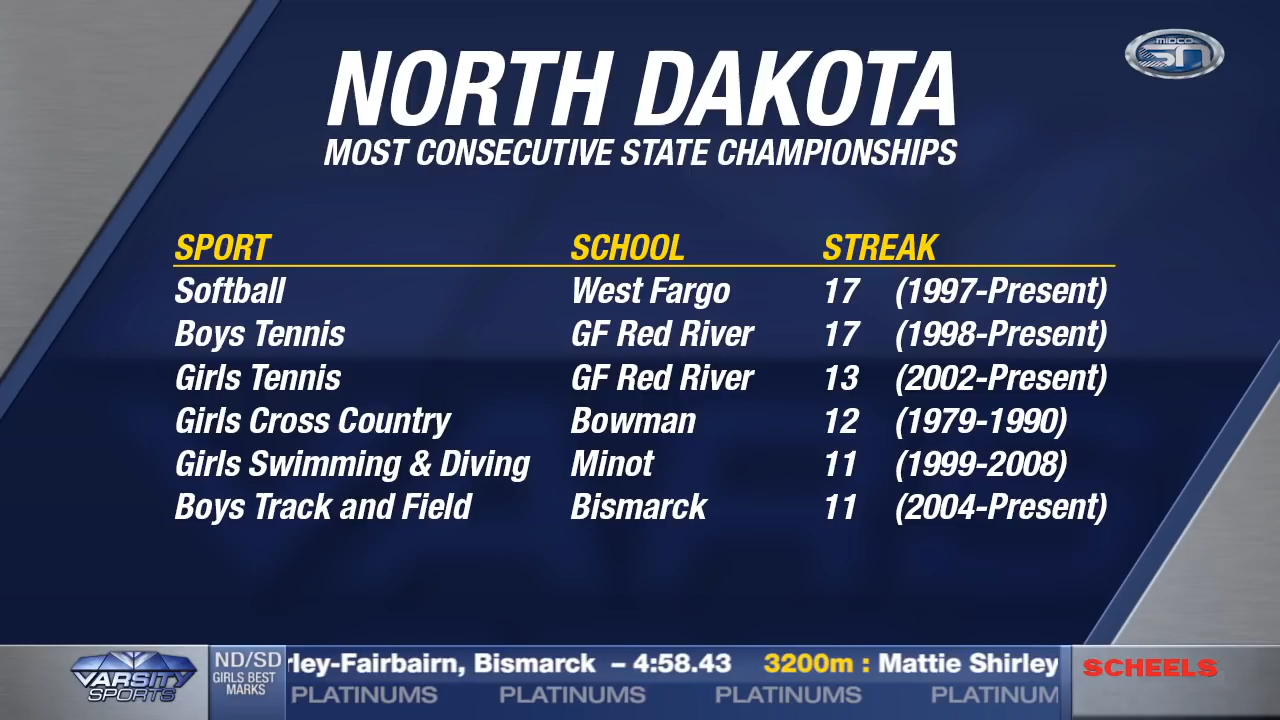 MIDCO
SN
NORTH DAKOTA
MOST CONSECUTIVE STATE CHAMPIONSHIPS
SPORT SCHOOL STREAK
Softball West Fargo 17 (1997-Present)
Boys Tennis GF Red River 17 (1998-Present)
Girls Tennis GF Red River 13 (2002-Present)
Girls Cross Country Bowman 12 (1979-1990)
Girls Swimming & Diving Minot 11 (1999-2008)
Boys Track and Field Bismarck 11 (2004-Present)
VARSITY
SPORTS
ND/SD
GIRLS BEST
MARKS
rley-Fairbairn, Bismarck – 4:58.43 3200m : Mattie Shirley
PLATINUMS PLATINUMS PLATINUMS PLATINUM
SCHEELS